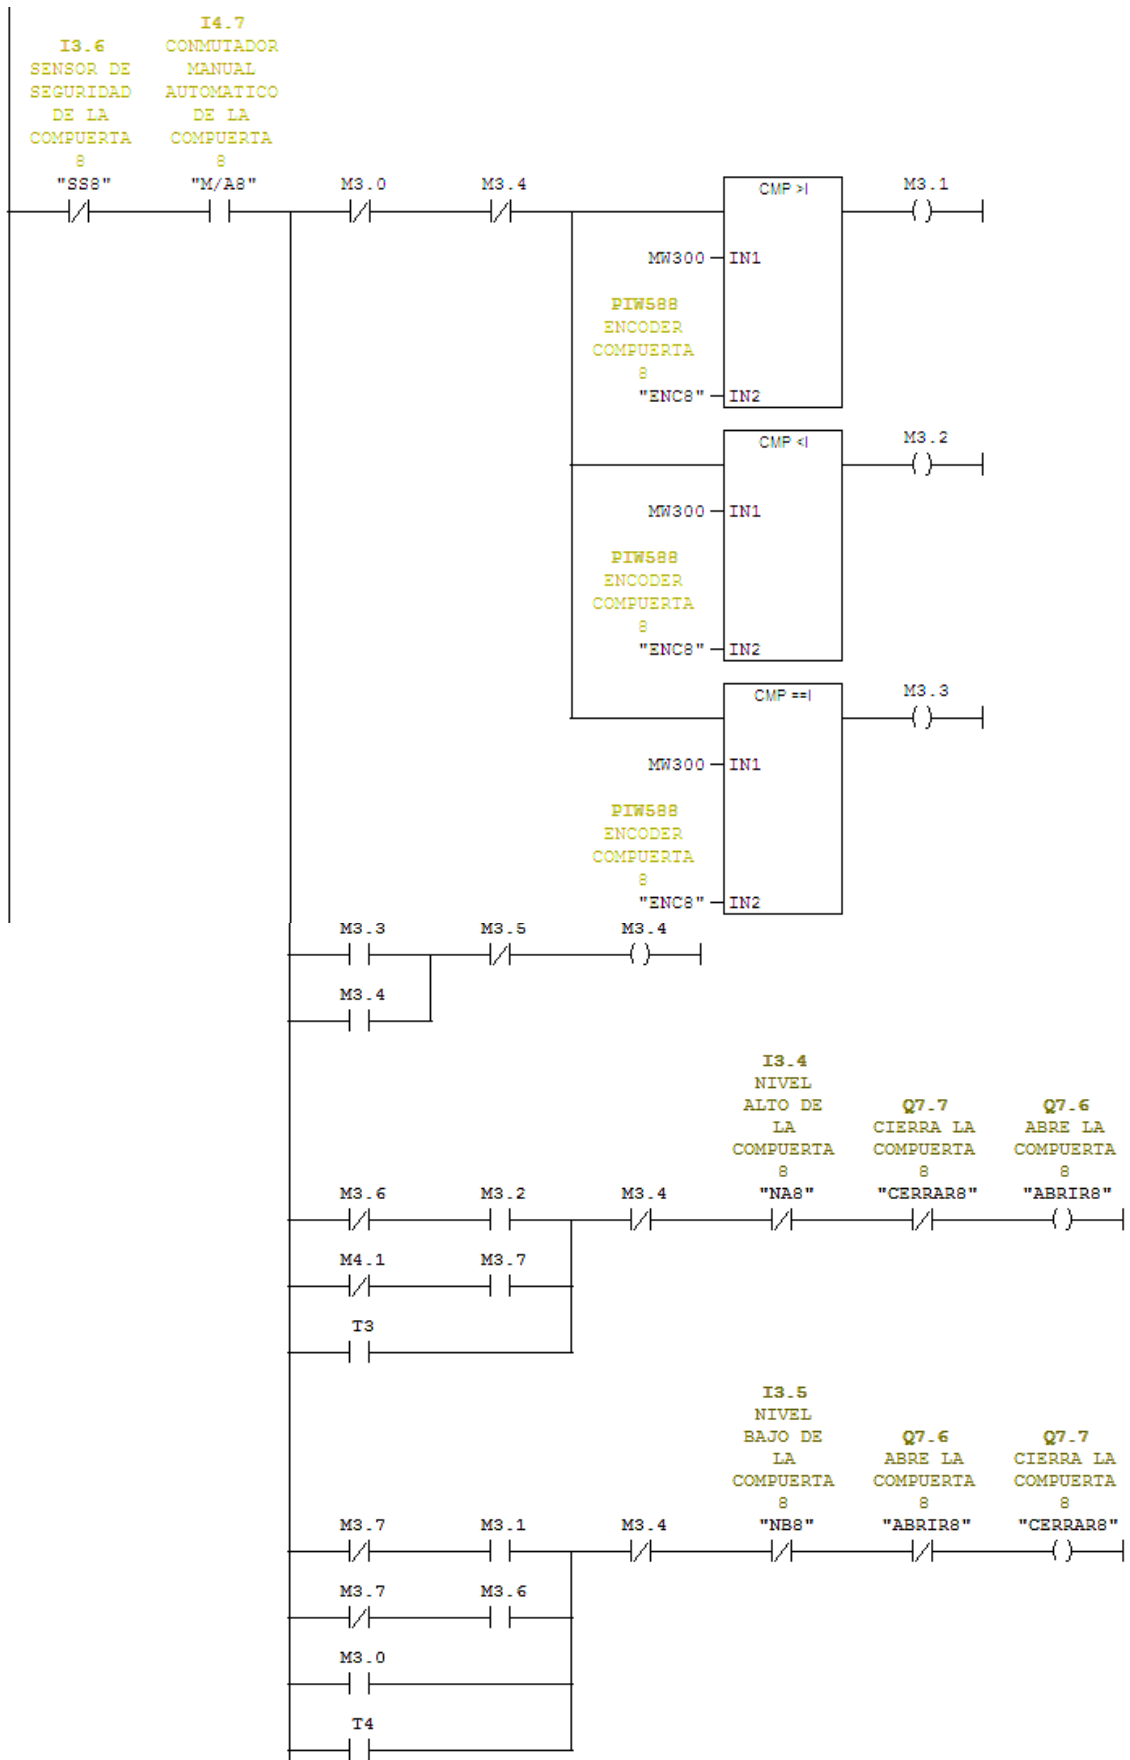 I3.6
SENSOR DE
SEGURIDAD
DE LA
COMPUERTA
8
"SS8"
I4.7
CONMUTADOR
MANUAL
AUTOMATICO
DE LA
COMPUERTA
8
"M/A8"
M3.0
M3.4
CMP >I
M3.1
MW300
IN1
PIW588
ENCODER
COMPUERTA
8
"ENC8"
IN2
CMP <I
M3.2
MW300
IN1
PIW588
ENCODER
COMPUERTA
8
"ENC8"
IN2
CMP ==I
M3.3
MW300
IN1
PIW588
ENCODER
COMPUERTA
8
"ENC8"
IN2
M3.3
M3.5
M3.4
M3.4
I3.4
NIVEL
ALTO DE
LA
COMPUERTA
8
"NA8"
Q7.7
CIERRA LA
COMPUERTA
8
"CERRAR8"
Q7.6
ABRE LA
COMPUERTA
8
"ABRIR8"
M3.6
M3.2
M3.4
M4.1
M3.7
T3
I3.5
NIVEL
BAJO DE
LA
COMPUERTA
8
"NB8"
Q7.6
ABRE LA
COMPUERTA
8
"ABRIR8"
Q7.7
CIERRA LA
COMPUERTA
8
"CERRAR8"
M3.7
M3.1
M3.4
M3.7
M3.6
M3.0
T4